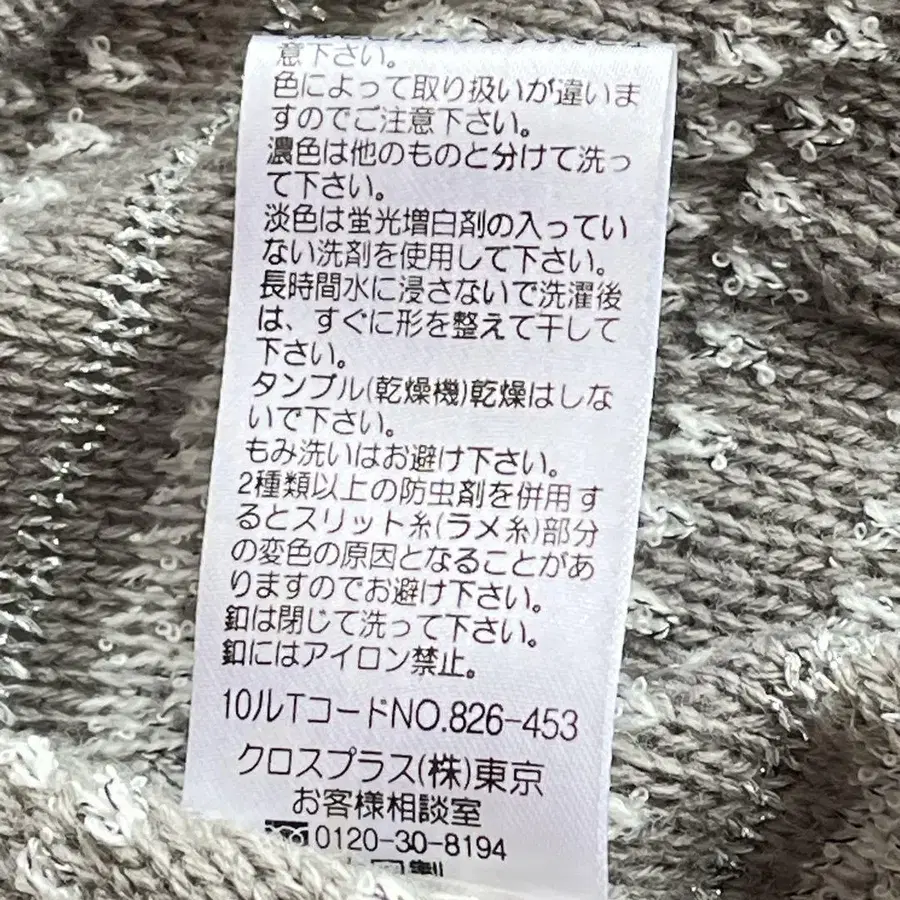 意下さい。
色によって取り扱いが違いま
すのでご注意下さい。
濃色は他のものと分けて洗っ
て下さい。
淡色は蛍光増白剤の入ってい
ない洗剤を使用して下さい。
長時間水に浸さないで洗濯後
は、すぐに形を整えて干して
下さい。
タンブル(乾燥機)乾燥はしな
いで下さい。
もみ洗いはお避け下さい。
2種類以上の防虫剤を併用す
るとスリット糸(ラメ糸)部分
の変色の原因となることがあ
りますのでお避け下さい。
釦は閉じて洗って下さい。
釦にはアイロン禁止。
10ルTコードNO.826-453
クロスプラス(株)東京
お客様相談室
0120-30-8194